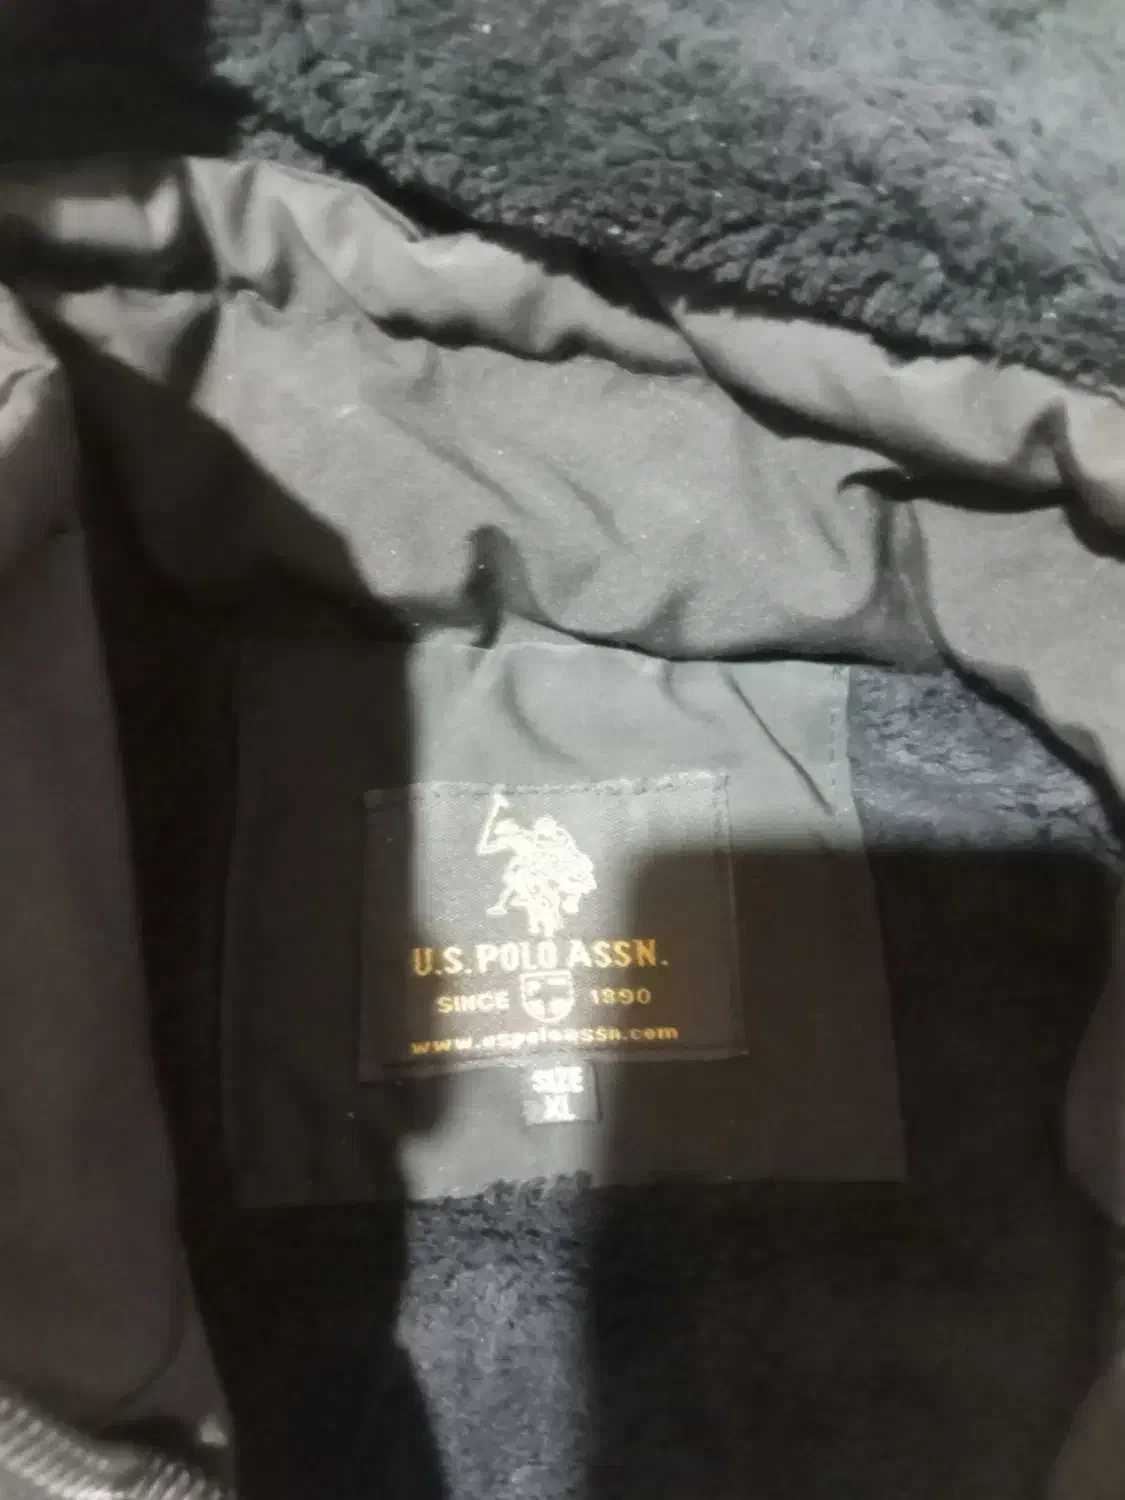 U.S. POLO ASSN.
SINCE 1890
www.uspoloassn.com
SIZE
XL